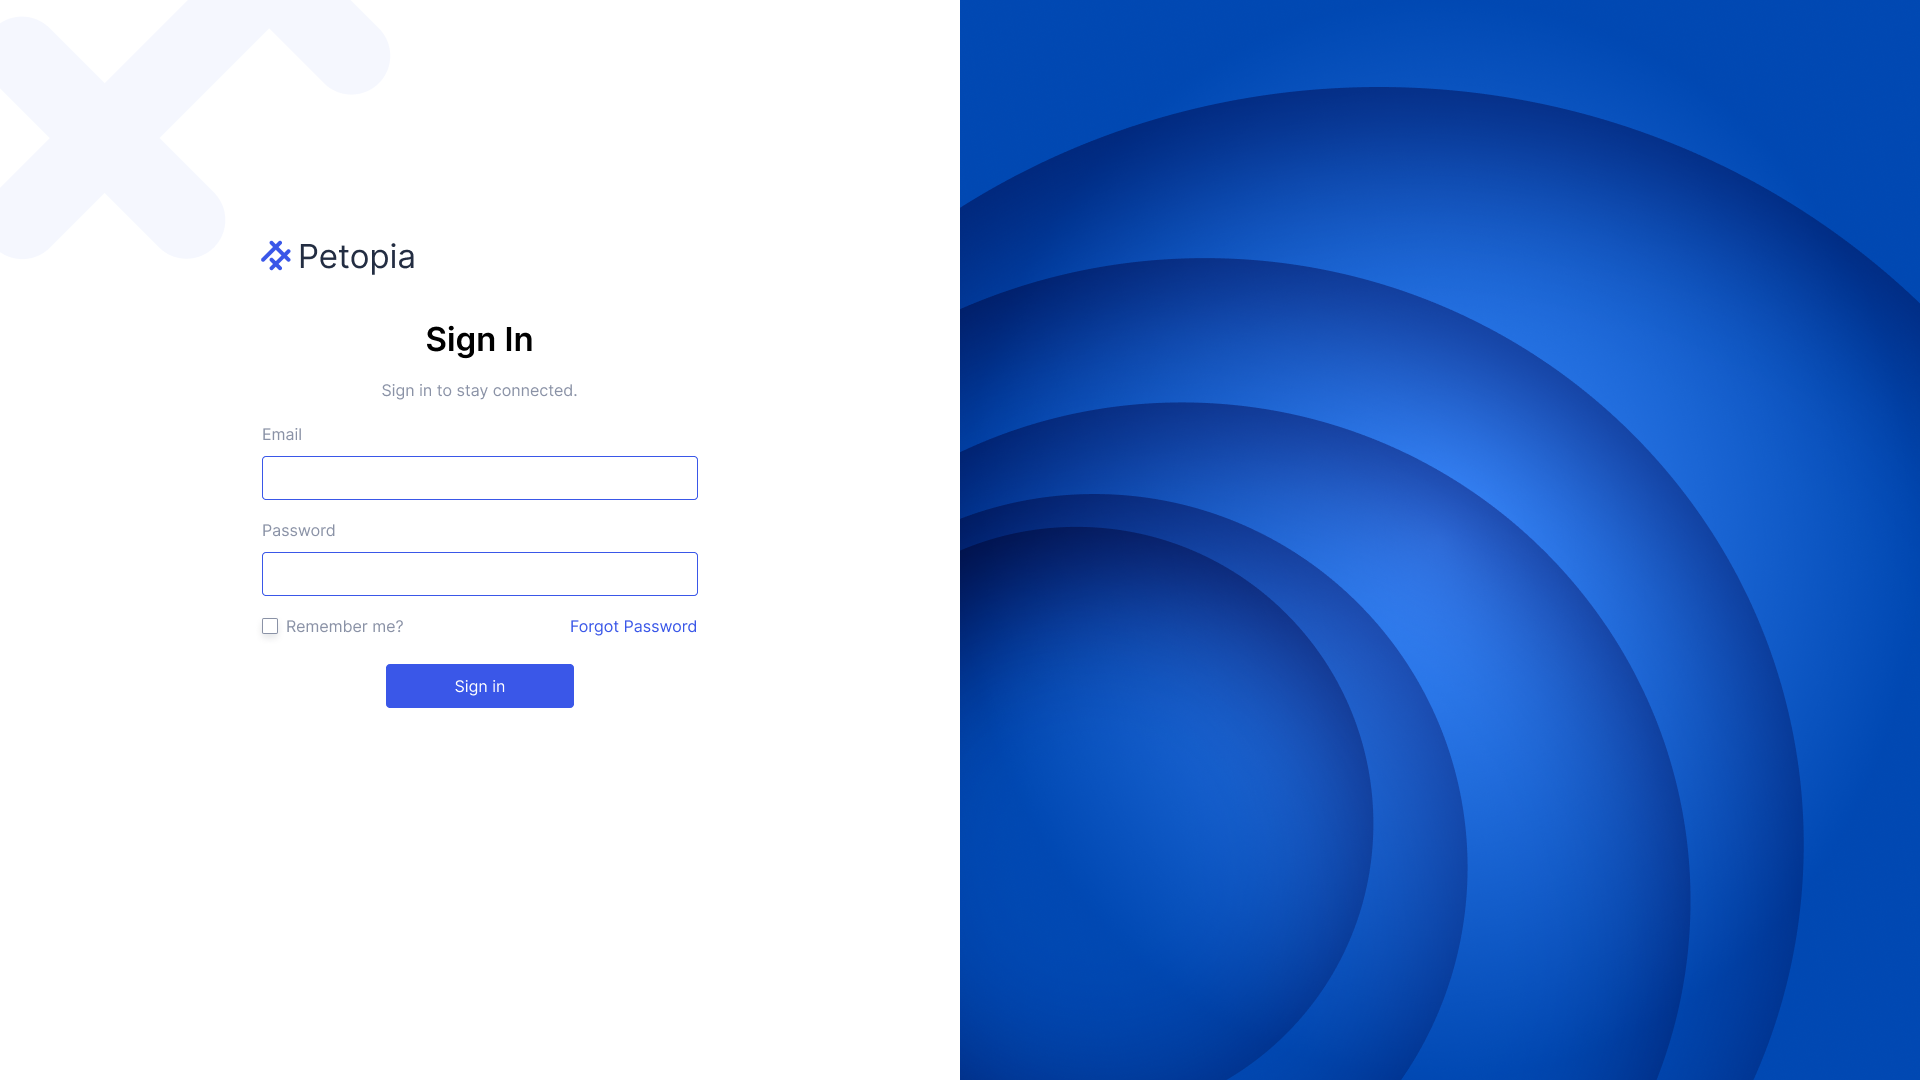 Petopia
Sign In
Sign in to stay connected.
Email
Password
Remember me? Forgot Password
Sign in